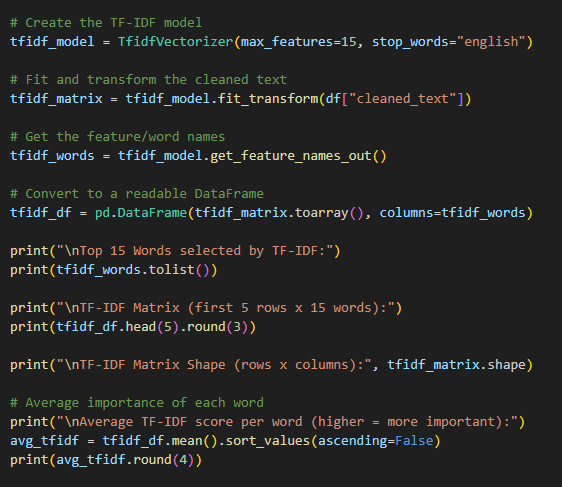 # Create the TF-IDF model
tfidf_model = TfidfVectorizer(max_features=15, stop_words="english")
# Fit and transform the cleaned text
tfidf_matrix = tfidf_model.fit_transform(df["cleaned_text"])
# Get the feature/word names
tfidf_words = tfidf_model.get_feature_names_out()
# Convert to a readable DataFrame
tfidf_df = pd.DataFrame(tfidf_matrix.toarray(), columns=tfidf_words)
print("\nTop 15 Words selected by TF-IDF:")
print(tfidf_words.tolist())
print("\nTF-IDF Matrix (first 5 rows x 15 words):")
print(tfidf_df.head(5).round(3))
print("\nTF-IDF Matrix Shape (rows x columns):", tfidf_matrix.shape)
# Average importance of each word
print("\nAverage TF-IDF score per word (higher = more important):")
avg_tfidf = tfidf_df.mean().sort_values(ascending=False)
print(avg_tfidf.round(4))